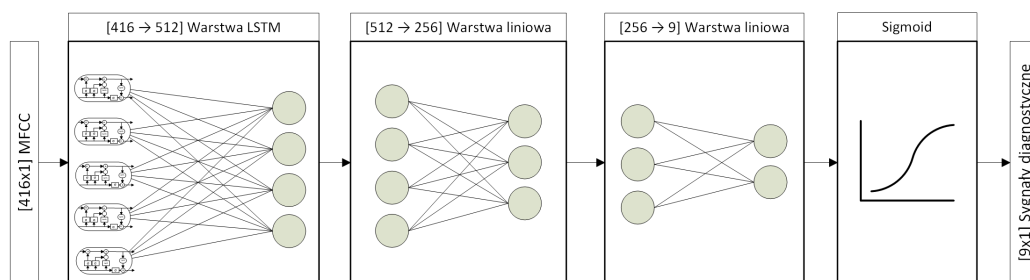 [416x1] MFCC
[416 → 512] Warstwa LSTM
[512 → 256] Warstwa liniowa
[256 → 9] Warstwa liniowa
Sigmoid
[9x1] Sygnały diagnostyczne